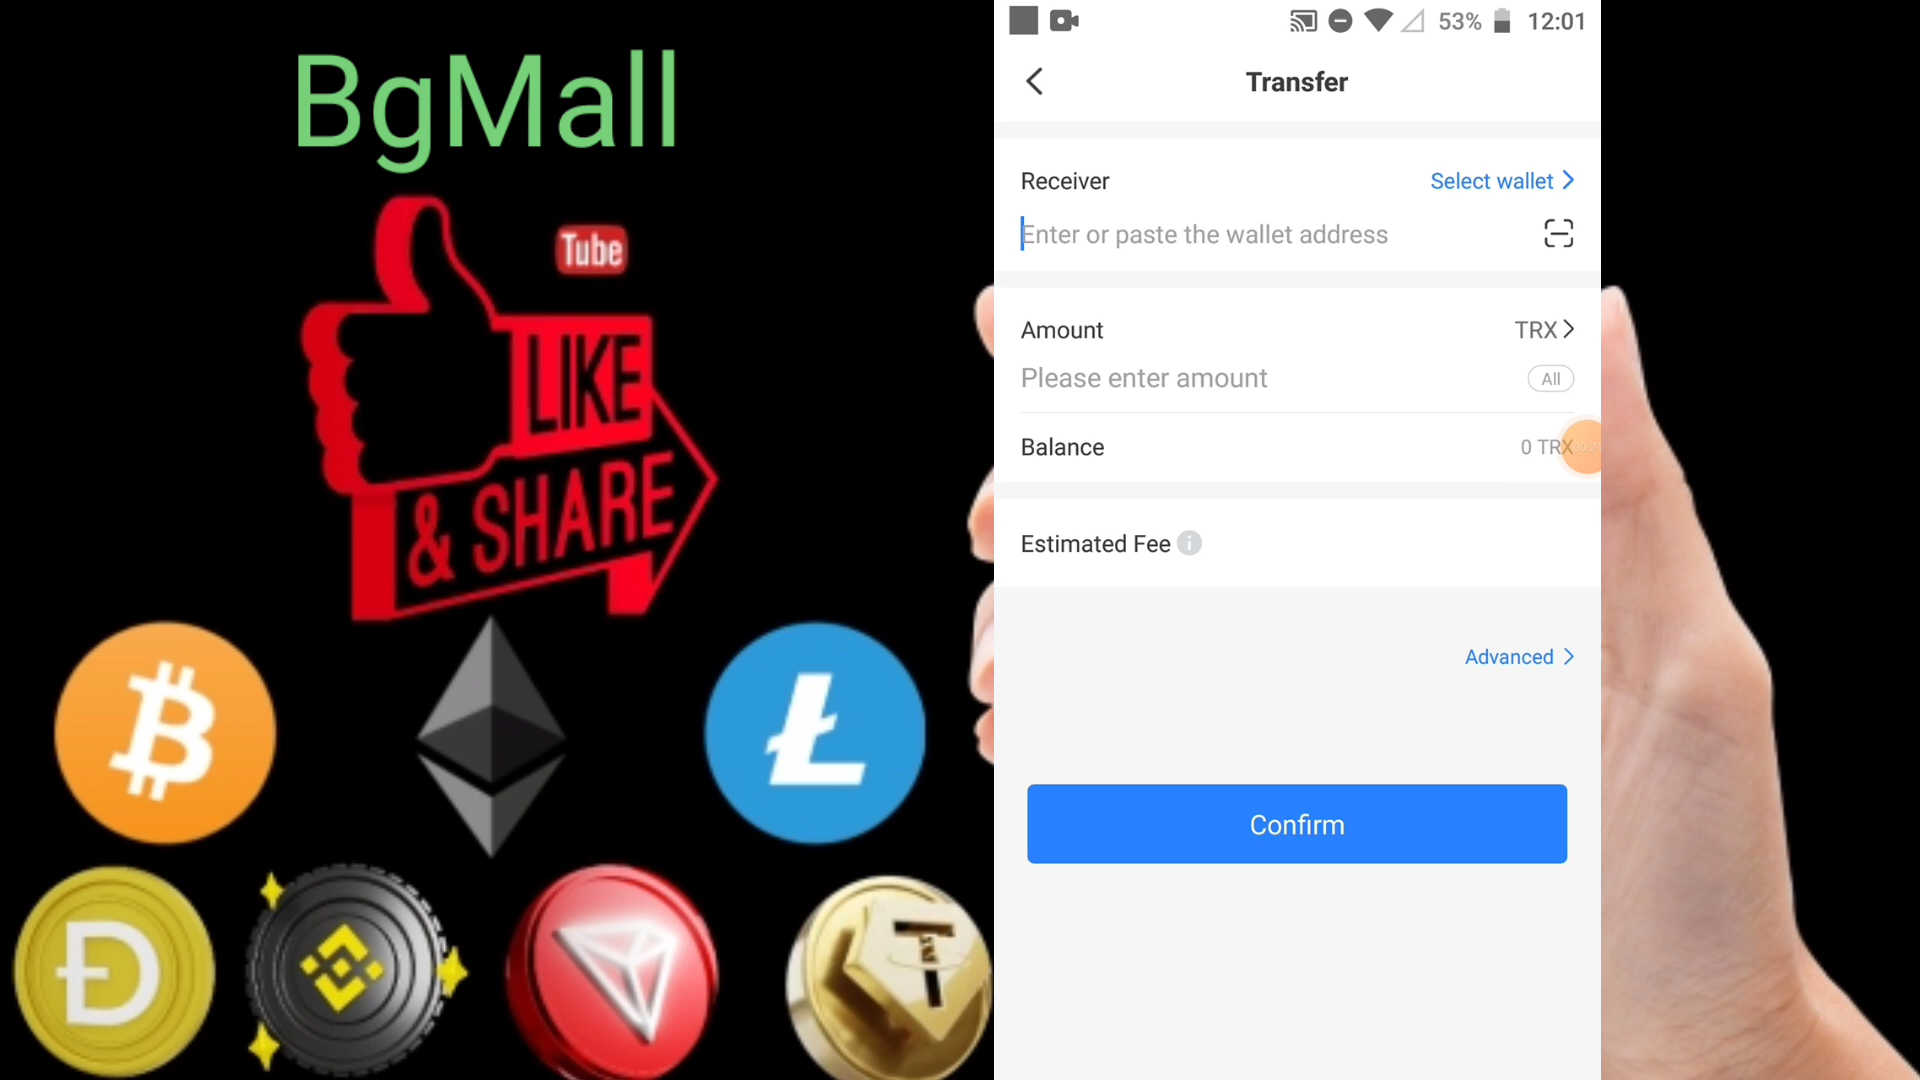 BgMall
Tube
LIKE
& SHARE
53% 12:01
Transfer
Receiver
Select wallet
Enter or paste the wallet address
Amount
TRX
Please enter amount
All
Balance
0 TRX
Estimated Fee
Advanced
Confirm